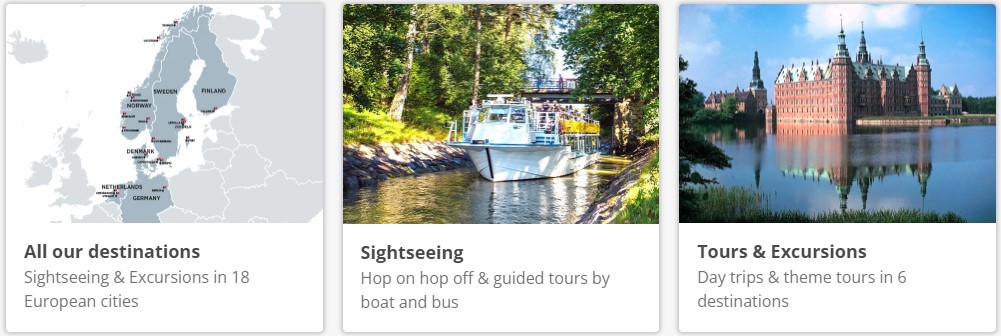 SWEDEN
FINLAND
NORWAY
DENMARK
NETHERLANDS
GERMANY
All our destinations
Sightseeing & Excursions in 18
European cities
Sightseeing
Hop on hop off & guided tours by
boat and bus
Tours & Excursions
Day trips & theme tours in 6
destinations